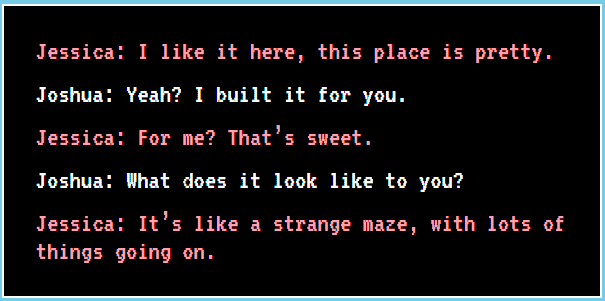 Jessica: I like it here, this place is pretty.
Joshua: Yeah? I built it for you.
Jessica: For me? That's sweet.
Joshua: What does it look like to you?
Jessica: It's like a strange maze, with lots of
things going on.